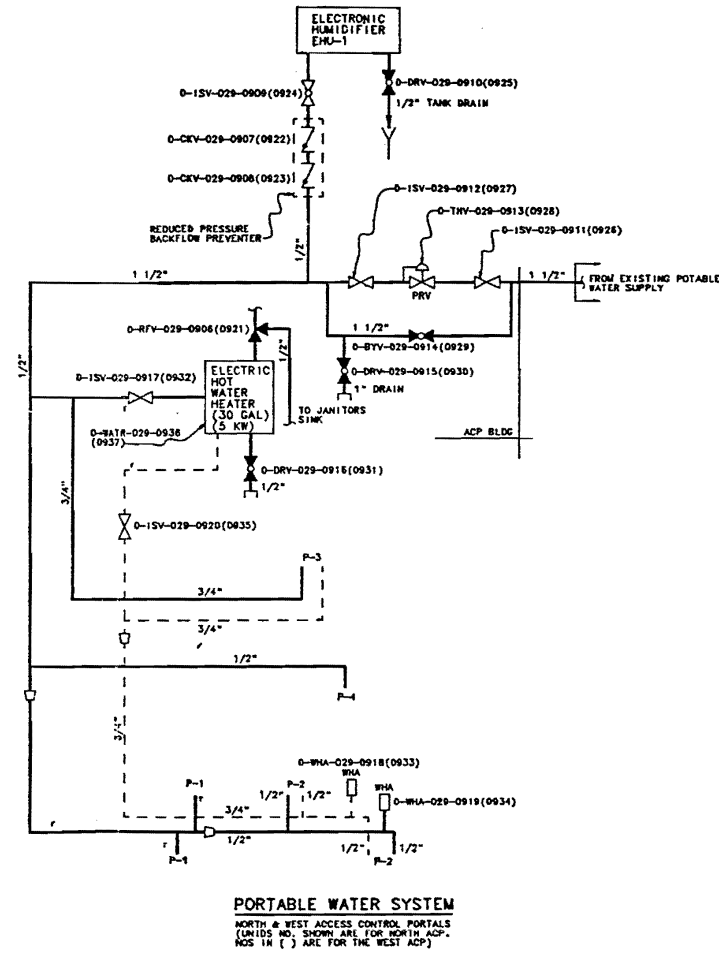 ELECTRONIC
HUMIDIFIER
EHU-1
0-ISV-029-0909(0924)
0-DRV-029-0910(0925)
1/2" TANK DRAIN
0-CKV-029-0907(0922)
0-CKV-029-0908(0923)
0-ISV-029-0912(0927)
0-THV-029-0913(0928)
0-ISV-029-0911(0926)
REDUCED PRESSURE
BACKFLOW PREVENTER
1/2"
1 1/2"
PRV
1 1/2"
FROM EXISTING POTABLE
WATER SUPPLY
0-RFV-029-0906(0921)
1/2"
1 1/2"
0-BYV-029-0914(0929)
1/2"
0-ISV-029-0917(0932)
ELECTRIC
HOT
WATER
HEATER
(30 GAL)
(5 KW)
0-DRV-029-0915(0930)
1" DRAIN
TO JANITORS
SINK
0-WATR-029-0936
(0937)
ACP BLDG
0-DRV-029-0916(0931)
1/2"
3/4"
0-ISV-029-0920(0935)
P-3
3/4"
3/4"
1/2"
P-4
3/4"
0-WHA-029-0918(0933)
WHA
P-1
P-2
1/2"
1/2"
WHA
0-WHA-029-0919(0934)
3/4"
1/2"
P-1
1/2"
P-2
1/2"
PORTABLE WATER SYSTEM
NORTH & WEST ACCESS CONTROL PORTALS
(UNIDS NO. SHOWN ARE FOR NORTH ACP.
NOS IN ( ) ARE FOR THE WEST ACP)